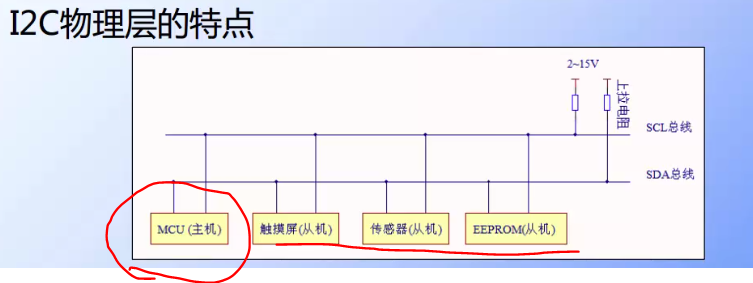 I2C物理层的特点
2~15V
上拉电阻
SCL总线
SDA总线
MCU (主机)
触摸屏(从机)
传感器(从机)
EEPROM(从机)